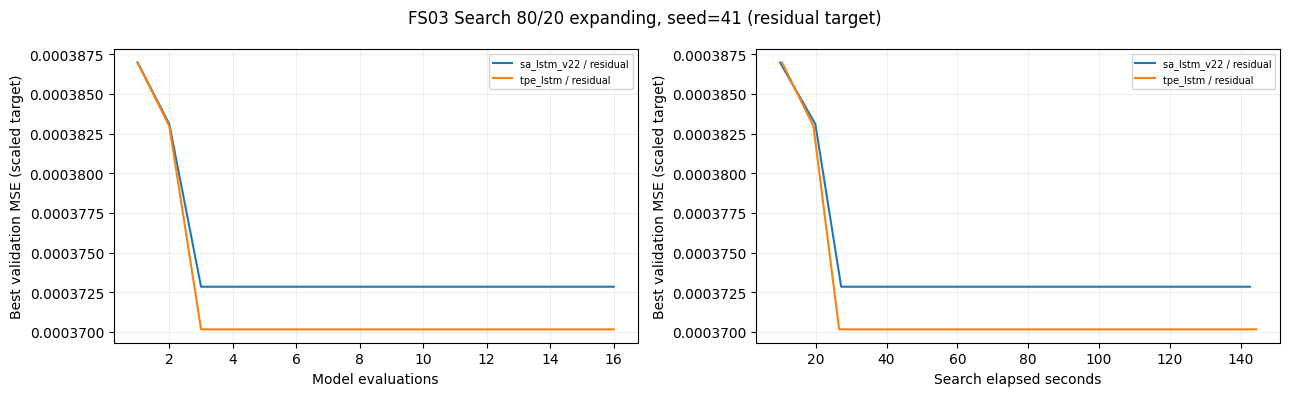 FS03 Search 80/20 expanding, seed=41 (residual target)
Best validation MSE (scaled target)
0.0003875
0.0003850
0.0003825
0.0003800
0.0003775
0.0003750
0.0003725
0.0003700
sa_lstm_v22 / residual
tpe_lstm / residual
2 4 6 8 10 12 14 16
Model evaluations
Best validation MSE (scaled target)
0.0003875
0.0003850
0.0003825
0.0003800
0.0003775
0.0003750
0.0003725
0.0003700
sa_lstm_v22 / residual
tpe_lstm / residual
20 40 60 80 100 120 140
Search elapsed seconds